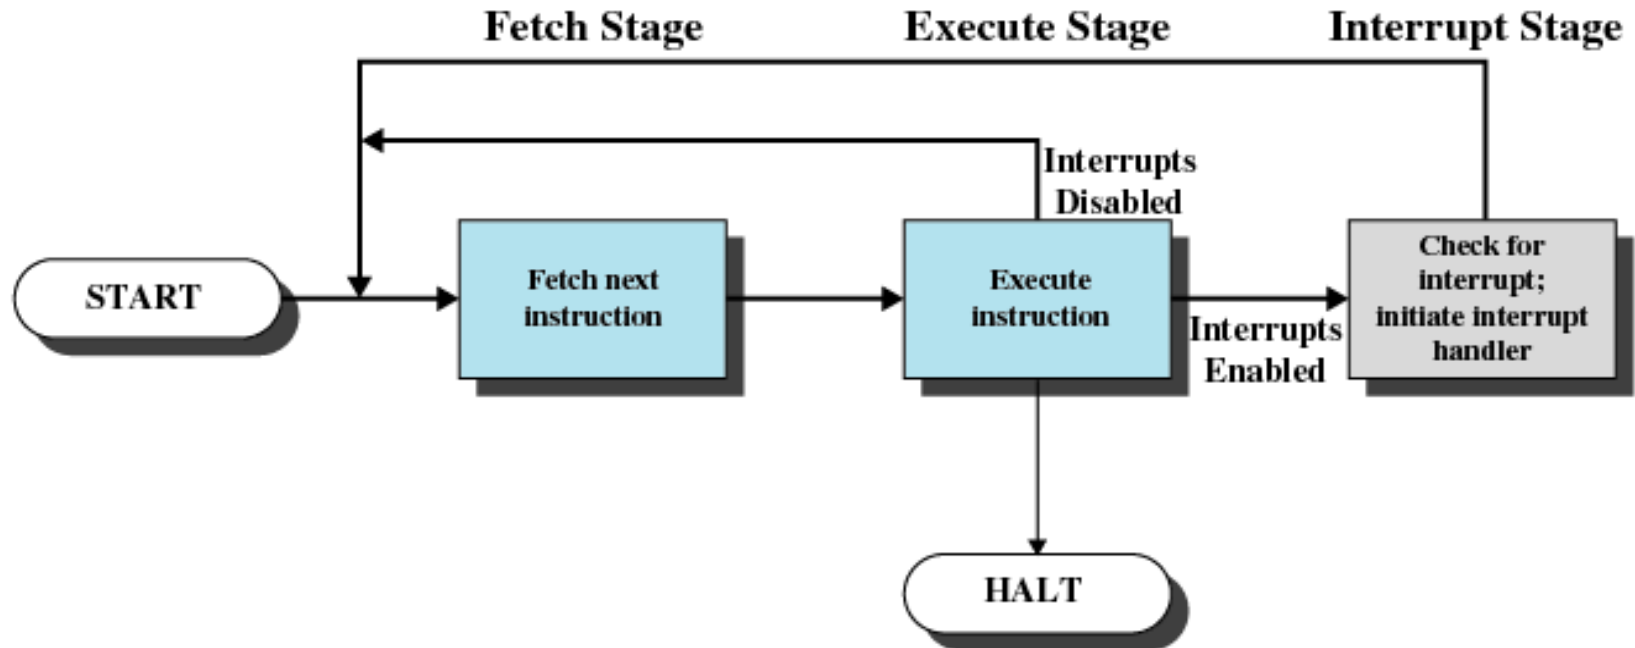 Fetch Stage
Execute Stage
Interrupt Stage
Interrupts
Disabled
START
Fetch next
instruction
Execute
instruction
Interrupts
Enabled
Check for
interrupt;
initiate interrupt
handler
HALT